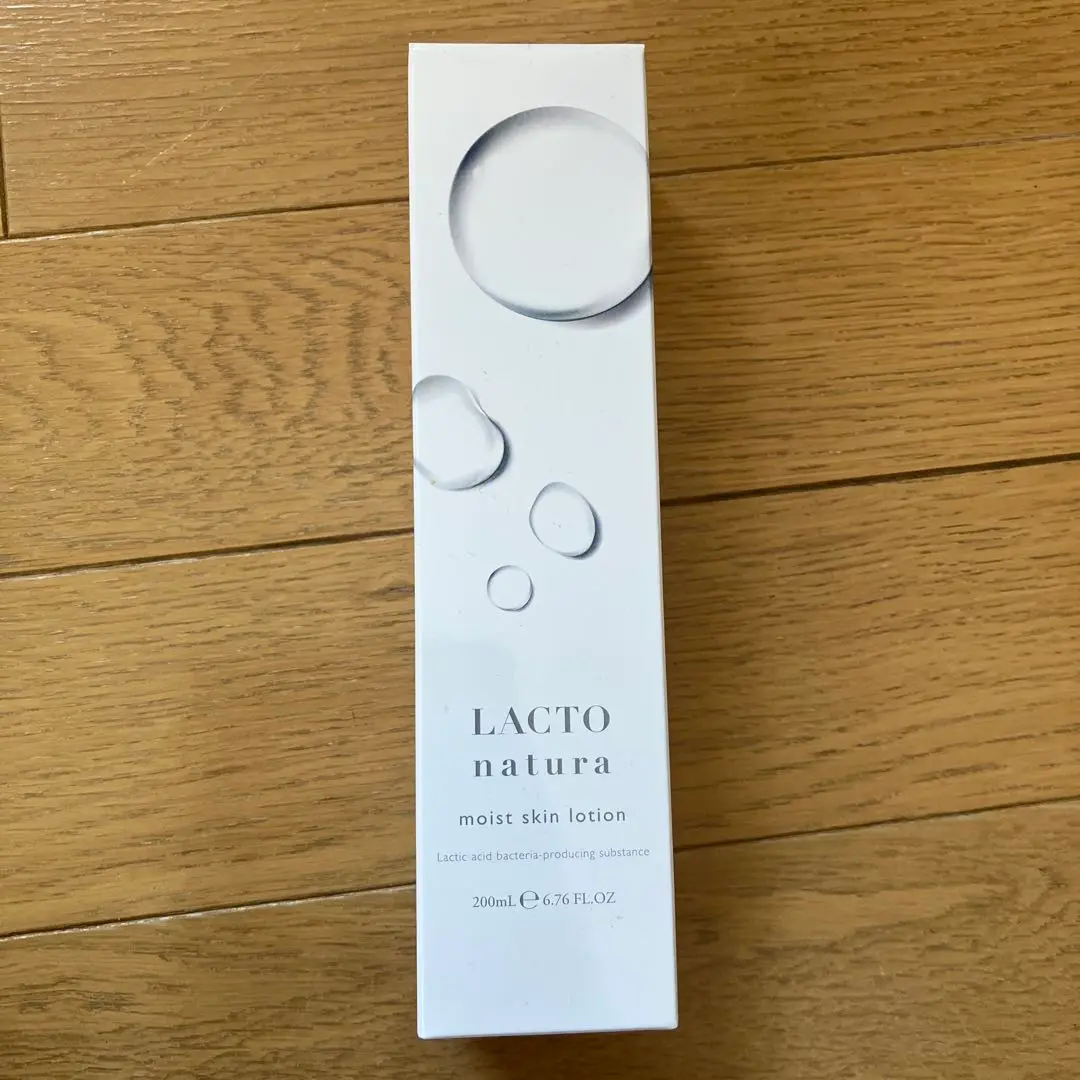 LACTO
natura
moist skin lotion
Lactic acid bacteria-producing substance
200mL ℮ 6.76 FL.OZ